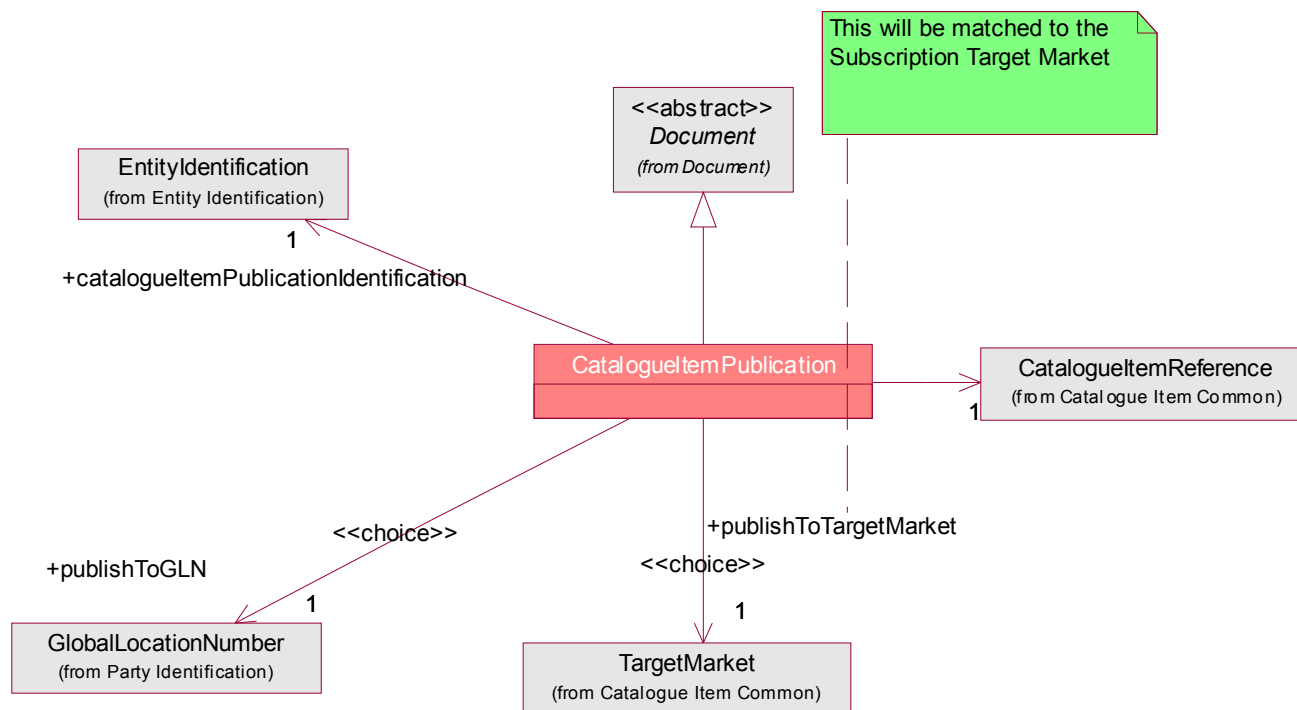 This will be matched to the
Subscription Target Market
<<abstract>>
Document
(from Document)
EntityIdentification
(from Entity Identification)
1
+catalogueItemPublicationIdentification
CatalogueItemPublication
CatalogueItemReference
(from Catalogue Item Common)
1
+publishToTargetMarket
<<choice>>
<<choice>>
+publishToGLN
1
1
GlobalLocationNumber
(from Party Identification)
TargetMarket
(from Catalogue Item Common)